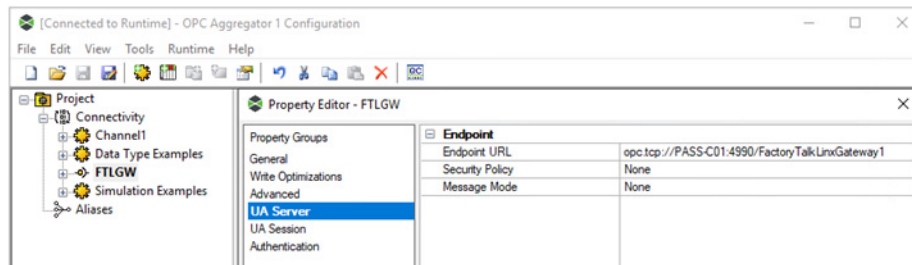 [Connected to Runtime] - OPC Aggregator 1 Configuration
File Edit View Tools Runtime Help
Project
Connectivity
Channel1
Data Type Examples
FTLGW
Simulation Examples
Aliases
Property Editor - FTLGW
Property Groups
General
Write Optimizations
Advanced
UA Server
UA Session
Authentication
Endpoint
Endpoint URL opc.tcp://PASS-C01:4990/FactoryTalkLinxGateway1
Security Policy None
Message Mode None